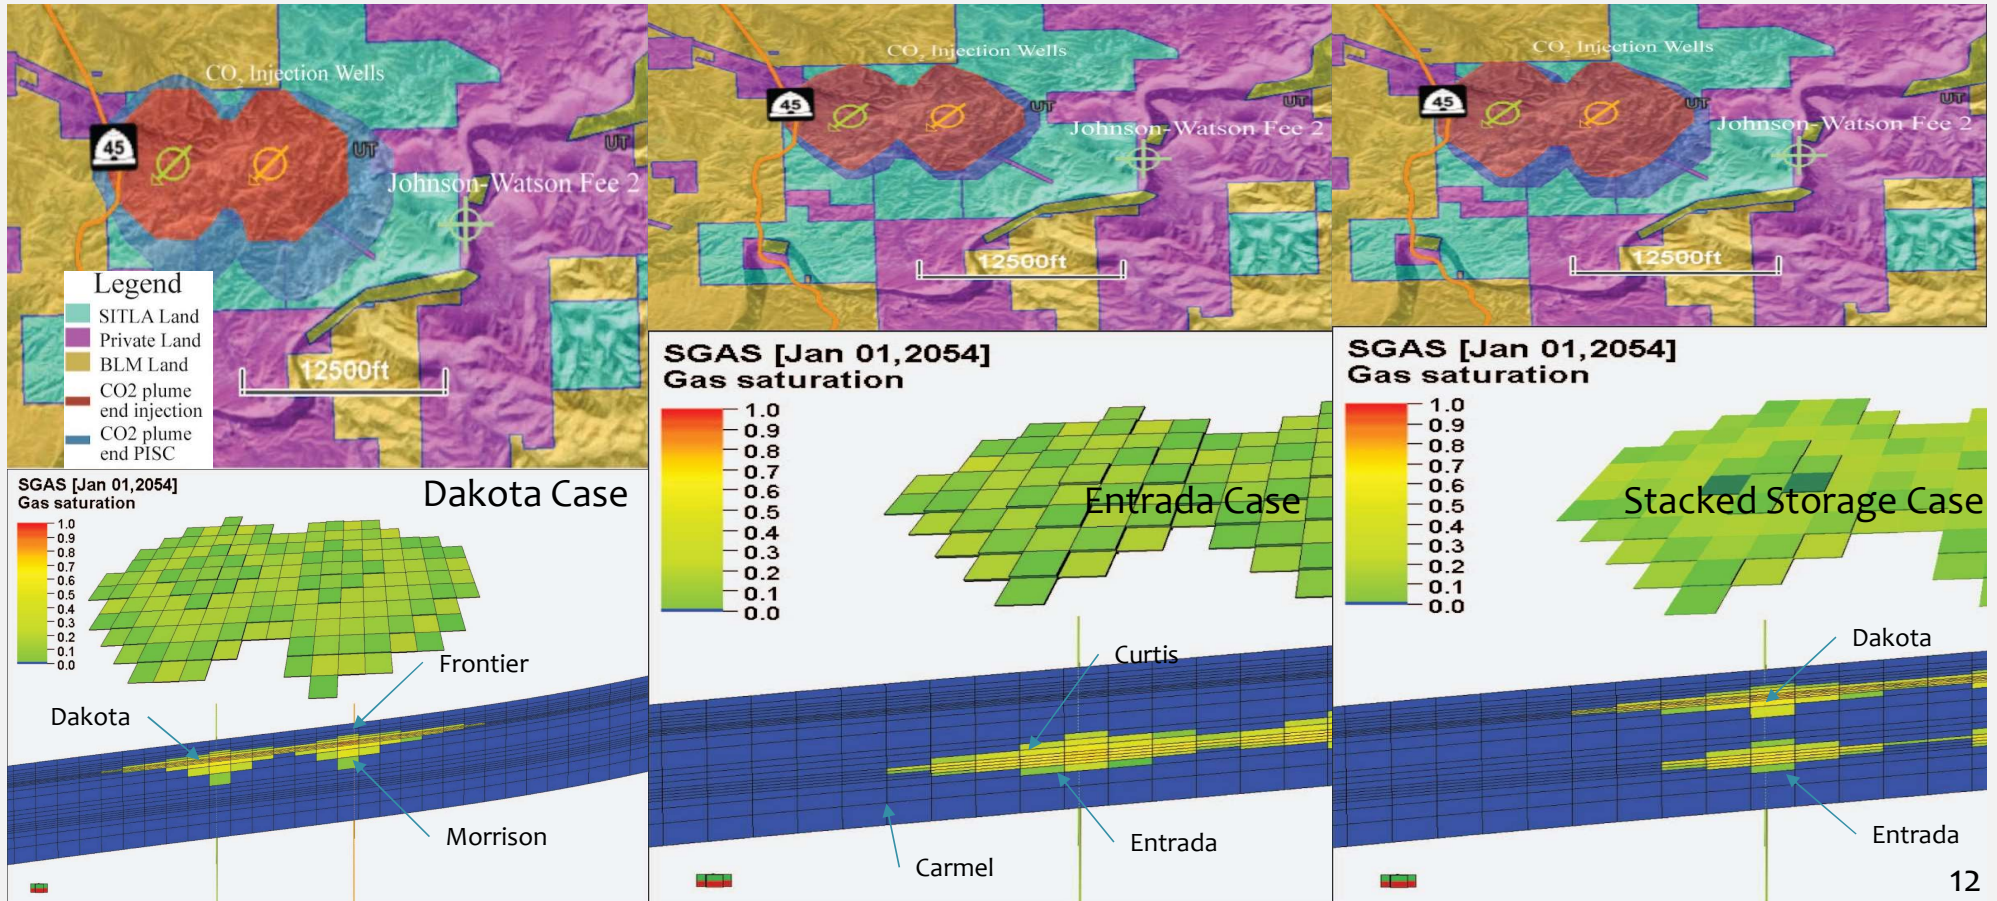 CO₂ Injection Wells
45
UT
UT
Johnson-Watson Fee 2
12500ft
Legend
SITLA Land
Private Land
BLM Land
CO2 plume
end injection
CO2 plume
end PISC
CO₂ Injection Wells
45
UT
UT
Johnson-Watson Fee 2
12500ft
CO₂ Injection Wells
45
UT
UT
Johnson-Watson Fee 2
12500ft
SGAS [Jan 01,2054]
Gas saturation
Dakota Case
1.0
0.9
0.8
0.7
0.6
0.5
0.4
0.3
0.2
0.1
0.0
Frontier
Dakota
Morrison
SGAS [Jan 01,2054]
Gas saturation
1.0
0.9
0.8
0.7
0.6
0.5
0.4
0.3
0.2
0.1
0.0
Entrada Case
Curtis
Entrada
Carmel
SGAS [Jan 01,2054]
Gas saturation
1.0
0.9
0.8
0.7
0.6
0.5
0.4
0.3
0.2
0.1
0.0
Stacked Storage Case
Dakota
Entrada
12